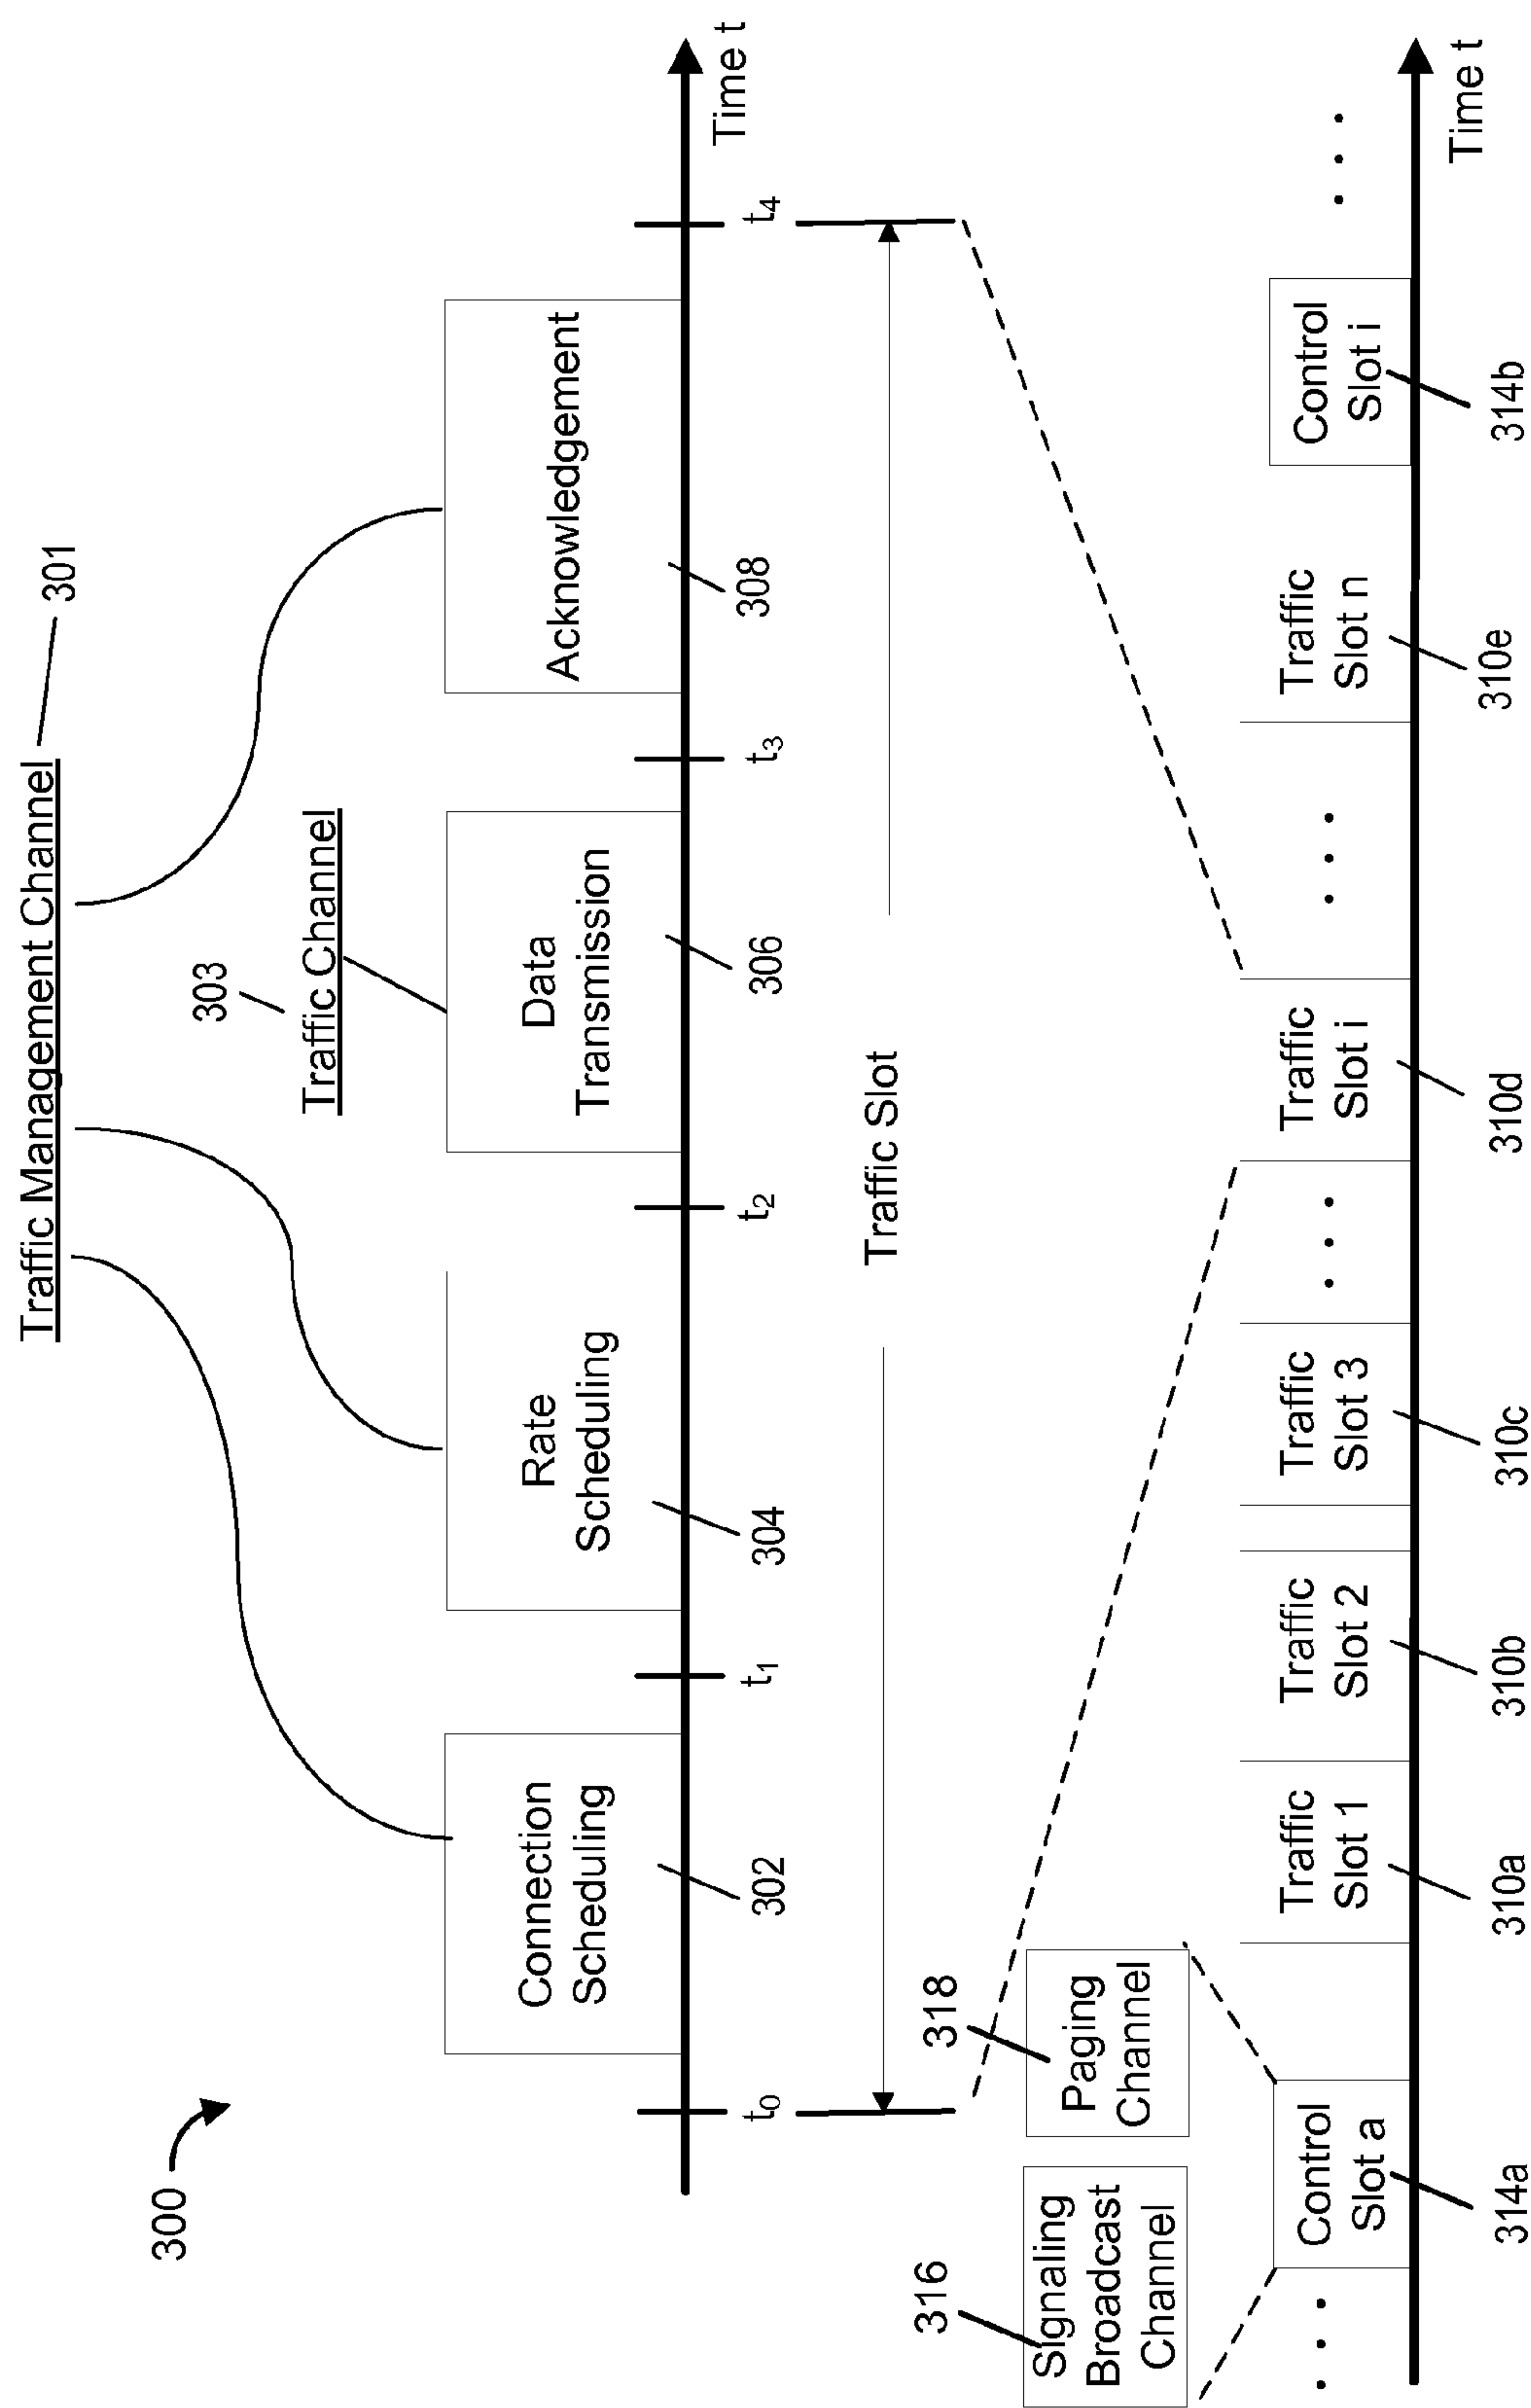 300
Traffic Management Channel
301
303
Traffic Channel
Connection
Scheduling
Rate
Scheduling
Data
Transmission
Acknowledgement
302
304
306
308
t0
t1
t2
t3
t4
Time t
Traffic Slot
316
318
Signaling
Broadcast
Channel
Paging
Channel
. . .
Control
Slot a
Traffic
Slot 1
Traffic
Slot 2
Traffic
Slot 3
. . .
Traffic
Slot i
. . .
Traffic
Slot n
Control
Slot i
. . .
314a
310a
310b
310c
310d
310e
314b
Time t